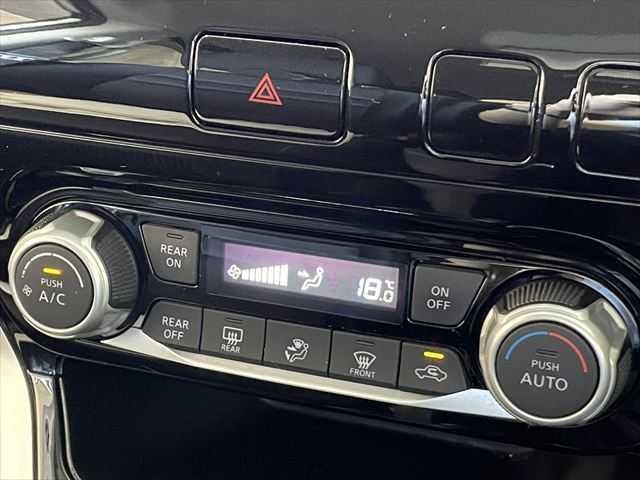 REAR
ON
18.0°C
ON
OFF
PUSH
A/C
REAR
OFF
REAR
FRONT
PUSH
AUTO